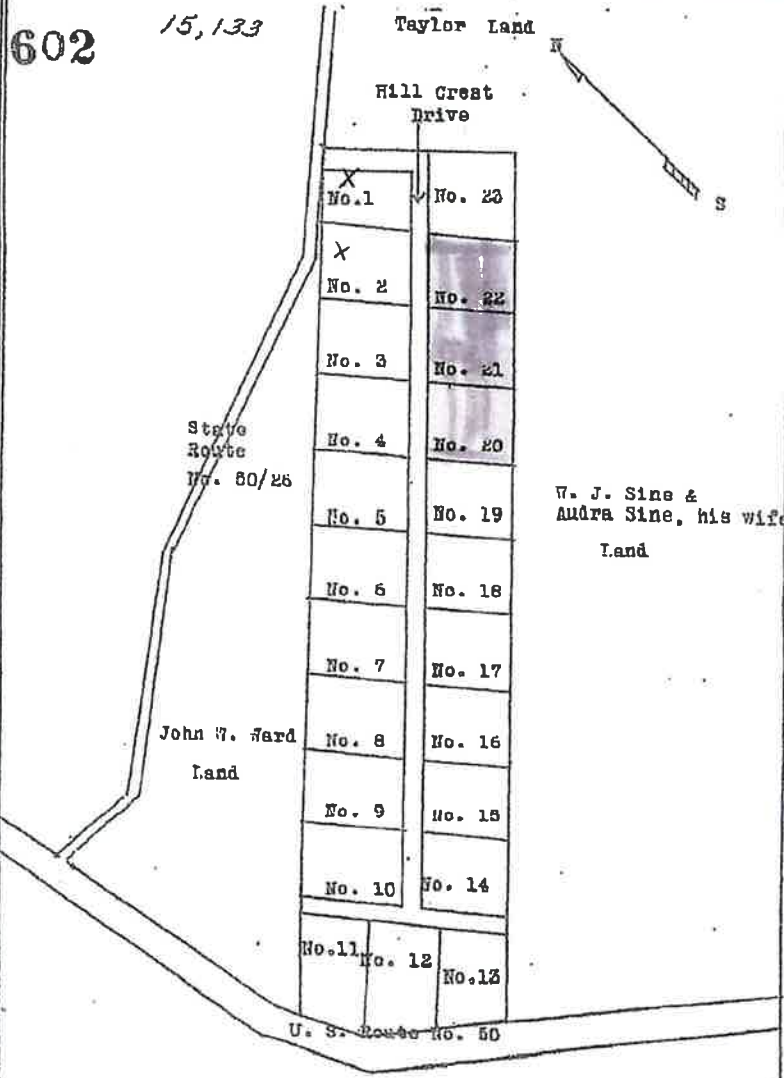 602
15,133
Taylor Land
N
S
Hill Crest
Drive
X
No.1
No. 23
X
No. 2
No. 22
No. 3
No. 21
No. 4
No. 20
State
Route
No. 50/26
No. 5
No. 19
W. J. Sine &
Audra Sine, his wife
Land
No. 6
No. 18
No. 7
No. 17
John W. Ward
Land
No. 8
No. 16
No. 9
No. 15
No. 10
No. 14
No.11
No. 12
No.13
U. S. Route No. 50